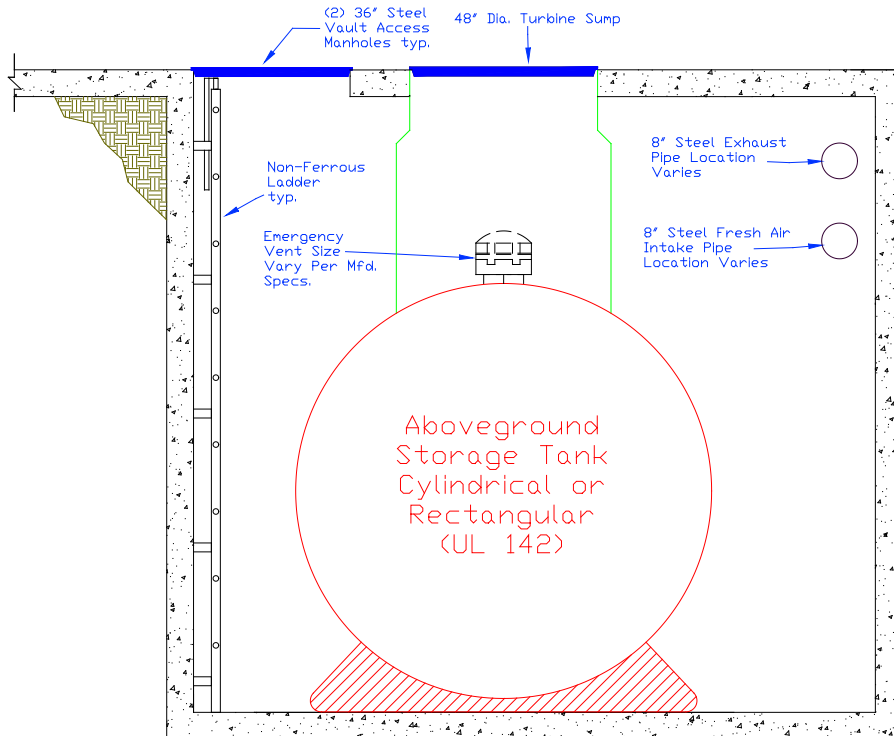 (2) 36" Steel
Vault Access
Manholes typ.
48" Dia. Turbine Sump
8" Steel Exhaust
Pipe Location
Varies
Non-Ferrous
Ladder
typ.
8" Steel Fresh Air
Intake Pipe
Location Varies
Emergency
Vent Size
Vary Per Mfd.
Specs.
Aboveground
Storage Tank
Cylindrical or
Rectangular
(UL 142)